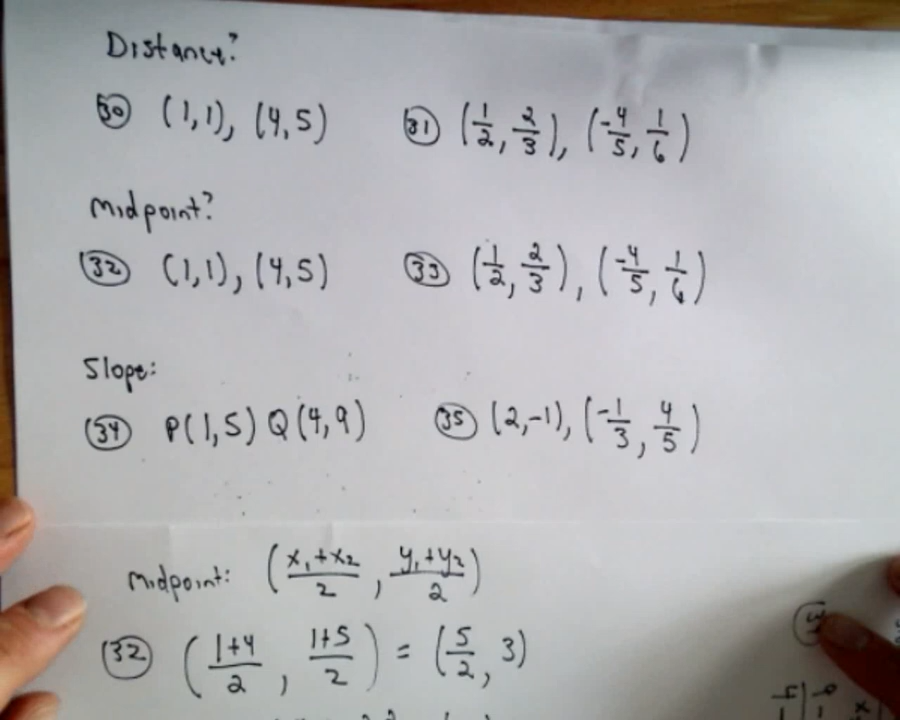 Distance?
30 (1,1), (4,5) 31 (1/2, 2/3), (-4/5, 1/6)
Midpoint?
32 (1,1), (4,5) 33 (1/2, 2/3), (-4/5, 1/6)
Slope:
34 P(1,5) Q(4,9) 35 (2,-1), (-1/3, 4/5)
Midpoint: (x₁+x₂/2, y₁+y₂/2)
32 (1+4/2, 1+5/2) = (5/2, 3)